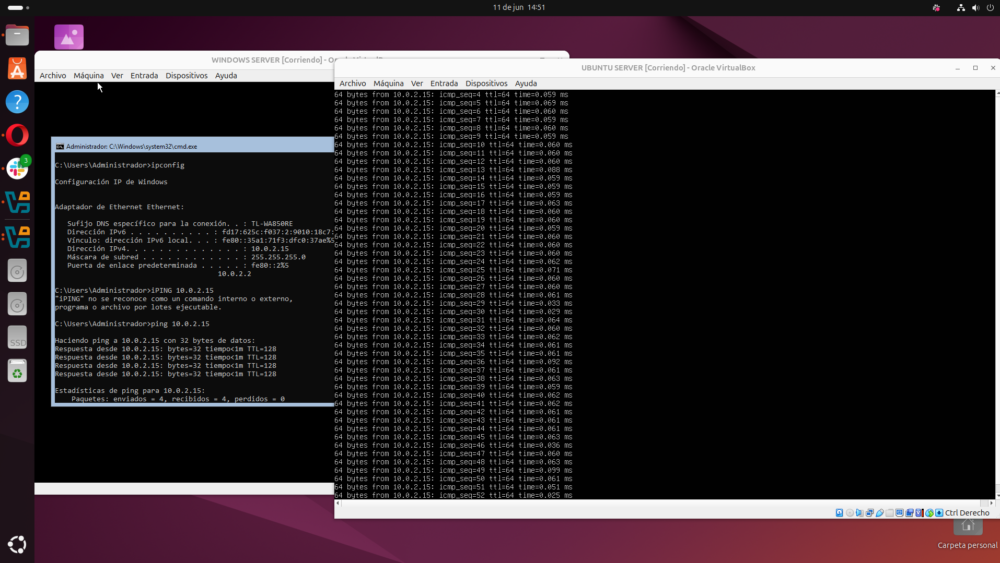 11 de jun 14:51
3
SSD
WINDOWS SERVER [Corriendo] - Oracle VirtualB
Archivo Máquina Ver Entrada Dispositivos Ayuda
Administrador: C:\Windows\system32\cmd.exe
C:\Users\Administrador>ipconfig
Configuración IP de Windows
Adaptador de Ethernet Ethernet:
Sufijo DNS específico para la conexión. . : TL-WA850RE
Dirección IPv6 . . . . . . . . . . : fd17:625c:f037:2:9010:18c7:
Vínculo: dirección IPv6 local. . . : fe80::35a1:71f3:dfc0:37ae%5
Dirección IPv4. . . . . . . . . . . . . . : 10.0.2.15
Máscara de subred . . . . . . . . . . . . : 255.255.255.0
Puerta de enlace predeterminada . . . . . : fe80::2%5
10.0.2.2
C:\Users\Administrador>iPING 10.0.2.15
"iPING" no se reconoce como un comando interno o externo,
programa o archivo por lotes ejecutable.
C:\Users\Administrador>ping 10.0.2.15
Haciendo ping a 10.0.2.15 con 32 bytes de datos:
Respuesta desde 10.0.2.15: bytes=32 tiempo<1m TTL=128
Respuesta desde 10.0.2.15: bytes=32 tiempo<1m TTL=128
Respuesta desde 10.0.2.15: bytes=32 tiempo<1m TTL=128
Respuesta desde 10.0.2.15: bytes=32 tiempo<1m TTL=128
Estadísticas de ping para 10.0.2.15:
Paquetes: enviados = 4, recibidos = 4, perdidos = 0
UBUNTU SERVER [Corriendo] - Oracle VirtualBox
Archivo Máquina Ver Entrada Dispositivos Ayuda
64 bytes from 10.0.2.15: icmp_seq=4 ttl=64 time=0.059 ms
64 bytes from 10.0.2.15: icmp_seq=5 ttl=64 time=0.069 ms
64 bytes from 10.0.2.15: icmp_seq=6 ttl=64 time=0.060 ms
64 bytes from 10.0.2.15: icmp_seq=7 ttl=64 time=0.059 ms
64 bytes from 10.0.2.15: icmp_seq=8 ttl=64 time=0.060 ms
64 bytes from 10.0.2.15: icmp_seq=9 ttl=64 time=0.059 ms
64 bytes from 10.0.2.15: icmp_seq=10 ttl=64 time=0.060 ms
64 bytes from 10.0.2.15: icmp_seq=11 ttl=64 time=0.060 ms
64 bytes from 10.0.2.15: icmp_seq=12 ttl=64 time=0.060 ms
64 bytes from 10.0.2.15: icmp_seq=13 ttl=64 time=0.088 ms
64 bytes from 10.0.2.15: icmp_seq=14 ttl=64 time=0.059 ms
64 bytes from 10.0.2.15: icmp_seq=15 ttl=64 time=0.059 ms
64 bytes from 10.0.2.15: icmp_seq=16 ttl=64 time=0.059 ms
64 bytes from 10.0.2.15: icmp_seq=17 ttl=64 time=0.063 ms
64 bytes from 10.0.2.15: icmp_seq=18 ttl=64 time=0.060 ms
64 bytes from 10.0.2.15: icmp_seq=19 ttl=64 time=0.060 ms
64 bytes from 10.0.2.15: icmp_seq=20 ttl=64 time=0.059 ms
64 bytes from 10.0.2.15: icmp_seq=21 ttl=64 time=0.060 ms
64 bytes from 10.0.2.15: icmp_seq=22 ttl=64 time=0.060 ms
64 bytes from 10.0.2.15: icmp_seq=23 ttl=64 time=0.060 ms
64 bytes from 10.0.2.15: icmp_seq=24 ttl=64 time=0.062 ms
64 bytes from 10.0.2.15: icmp_seq=25 ttl=64 time=0.071 ms
64 bytes from 10.0.2.15: icmp_seq=26 ttl=64 time=0.060 ms
64 bytes from 10.0.2.15: icmp_seq=27 ttl=64 time=0.060 ms
64 bytes from 10.0.2.15: icmp_seq=28 ttl=64 time=0.061 ms
64 bytes from 10.0.2.15: icmp_seq=29 ttl=64 time=0.033 ms
64 bytes from 10.0.2.15: icmp_seq=30 ttl=64 time=0.029 ms
64 bytes from 10.0.2.15: icmp_seq=31 ttl=64 time=0.064 ms
64 bytes from 10.0.2.15: icmp_seq=32 ttl=64 time=0.060 ms
64 bytes from 10.0.2.15: icmp_seq=33 ttl=64 time=0.062 ms
64 bytes from 10.0.2.15: icmp_seq=34 ttl=64 time=0.061 ms
64 bytes from 10.0.2.15: icmp_seq=35 ttl=64 time=0.061 ms
64 bytes from 10.0.2.15: icmp_seq=36 ttl=64 time=0.092 ms
64 bytes from 10.0.2.15: icmp_seq=37 ttl=64 time=0.061 ms
64 bytes from 10.0.2.15: icmp_seq=38 ttl=64 time=0.063 ms
64 bytes from 10.0.2.15: icmp_seq=39 ttl=64 time=0.059 ms
64 bytes from 10.0.2.15: icmp_seq=40 ttl=64 time=0.062 ms
64 bytes from 10.0.2.15: icmp_seq=41 ttl=64 time=0.062 ms
64 bytes from 10.0.2.15: icmp_seq=42 ttl=64 time=0.061 ms
64 bytes from 10.0.2.15: icmp_seq=43 ttl=64 time=0.061 ms
64 bytes from 10.0.2.15: icmp_seq=44 ttl=64 time=0.061 ms
64 bytes from 10.0.2.15: icmp_seq=45 ttl=64 time=0.063 ms
64 bytes from 10.0.2.15: icmp_seq=46 ttl=64 time=0.036 ms
64 bytes from 10.0.2.15: icmp_seq=47 ttl=64 time=0.060 ms
64 bytes from 10.0.2.15: icmp_seq=48 ttl=64 time=0.063 ms
64 bytes from 10.0.2.15: icmp_seq=49 ttl=64 time=0.099 ms
64 bytes from 10.0.2.15: icmp_seq=50 ttl=64 time=0.061 ms
64 bytes from 10.0.2.15: icmp_seq=51 ttl=64 time=0.051 ms
64 bytes from 10.0.2.15: icmp_seq=52 ttl=64 time=0.025 ms
Ctrl Derecho
Carpeta personal